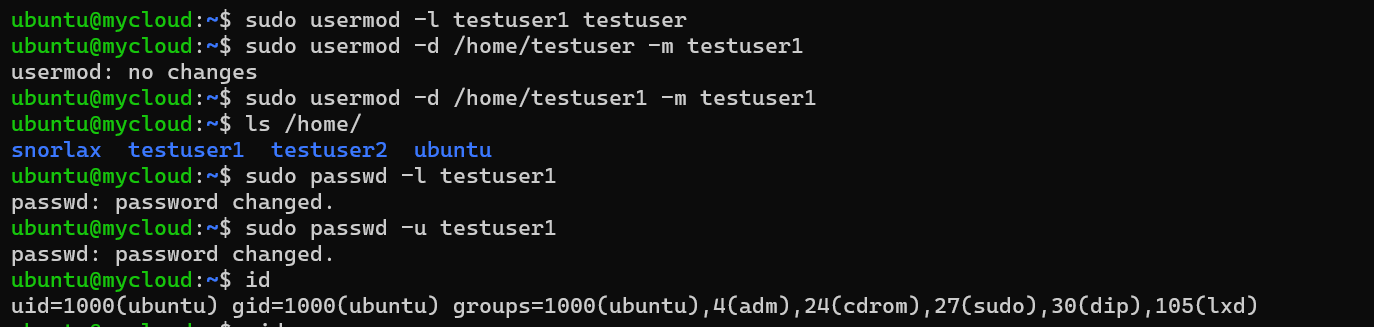 ubuntu@mycloud:~$ sudo usermod -l testuser1 testuser
ubuntu@mycloud:~$ sudo usermod -d /home/testuser -m testuser1
usermod: no changes
ubuntu@mycloud:~$ sudo usermod -d /home/testuser1 -m testuser1
ubuntu@mycloud:~$ ls /home/
snorlax  testuser1  testuser2  ubuntu
ubuntu@mycloud:~$ sudo passwd -l testuser1
passwd: password changed.
ubuntu@mycloud:~$ sudo passwd -u testuser1
passwd: password changed.
ubuntu@mycloud:~$ id
uid=1000(ubuntu) gid=1000(ubuntu) groups=1000(ubuntu),4(adm),24(cdrom),27(sudo),30(dip),105(lxd)